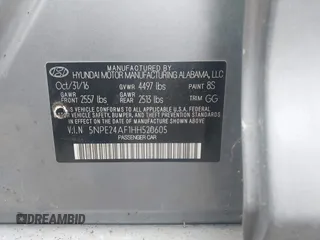 HYUNDAI MOTOR MANUFACTURING ALABAMA, LLC
Oct/31/16 GVWR 4497 lbs PAINT 8S
GAWR FRONT 2557 lbs GAWR REAR 2513 lbs TRIM GG
THIS VEHICLE CONFORMS TO ALL APPLICABLE
FEDERAL MOTOR VEHICLE SAFETY, BUMPER, AND
THEFT PREVENTION STANDARDS IN EFFECT ON THE
DATE OF MANUFACTURE SHOWN ABOVE.
V.I.N 5NPE24AF1HH520605
PASSENGER CAR
@DREAMBID